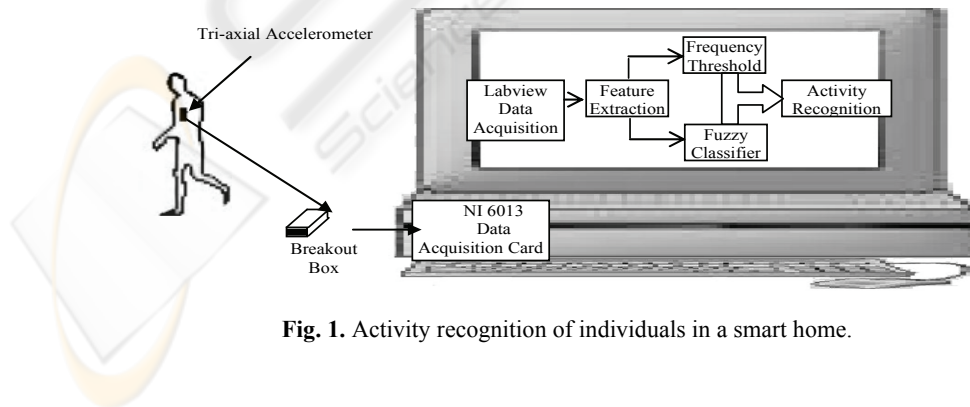 Tri-axial Accelerometer
Frequency
Threshold
Labview
Data
Acquisition
Feature
Extraction
Activity
Recognition
Fuzzy
Classifier
NI 6013
Data
Acquisition Card
Breakout
Box
Fig. 1. Activity recognition of individuals in a smart home.